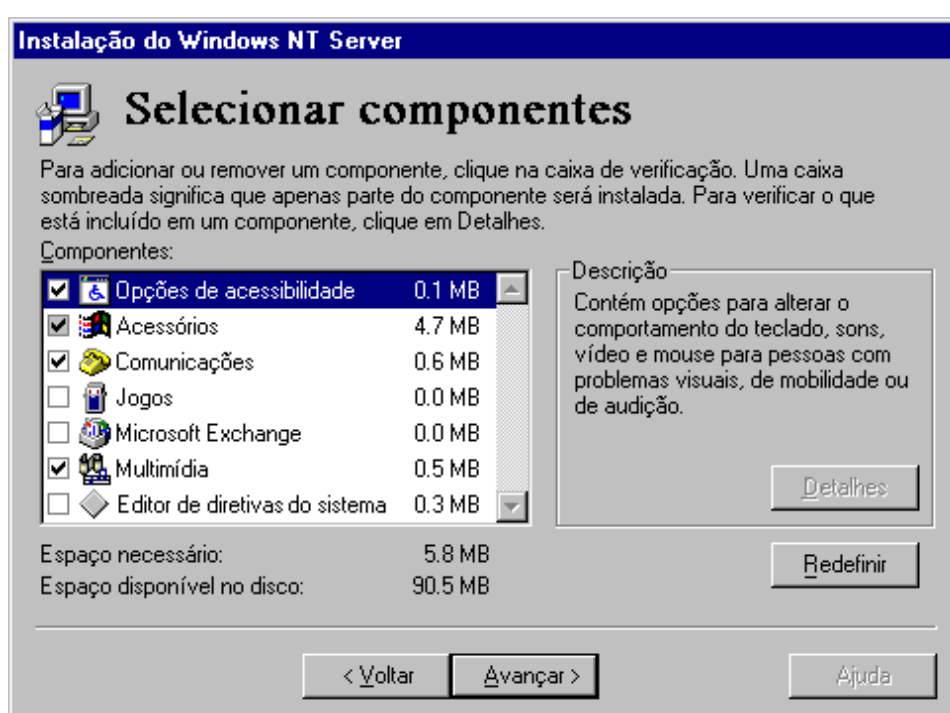 Instalação do Windows NT Server
Selecionar componentes
Para adicionar ou remover um componente, clique na caixa de verificação. Uma caixa
sombreada significa que apenas parte do componente será instalada. Para verificar o que
está incluído em um componente, clique em Detalhes.
Componentes:
Opções de acessibilidade 0.1 MB
Acessórios 4.7 MB
Comunicações 0.6 MB
Jogos 0.0 MB
Microsoft Exchange 0.0 MB
Multimídia 0.5 MB
Editor de diretivas do sistema 0.3 MB
Descrição
Contém opções para alterar o
comportamento do teclado, sons,
vídeo e mouse para pessoas com
problemas visuais, de mobilidade ou
de audição.
Detalhes
Espaço necessário: 5.8 MB
Espaço disponível no disco: 90.5 MB
Redefinir
< Voltar
Avançar >
Ajuda